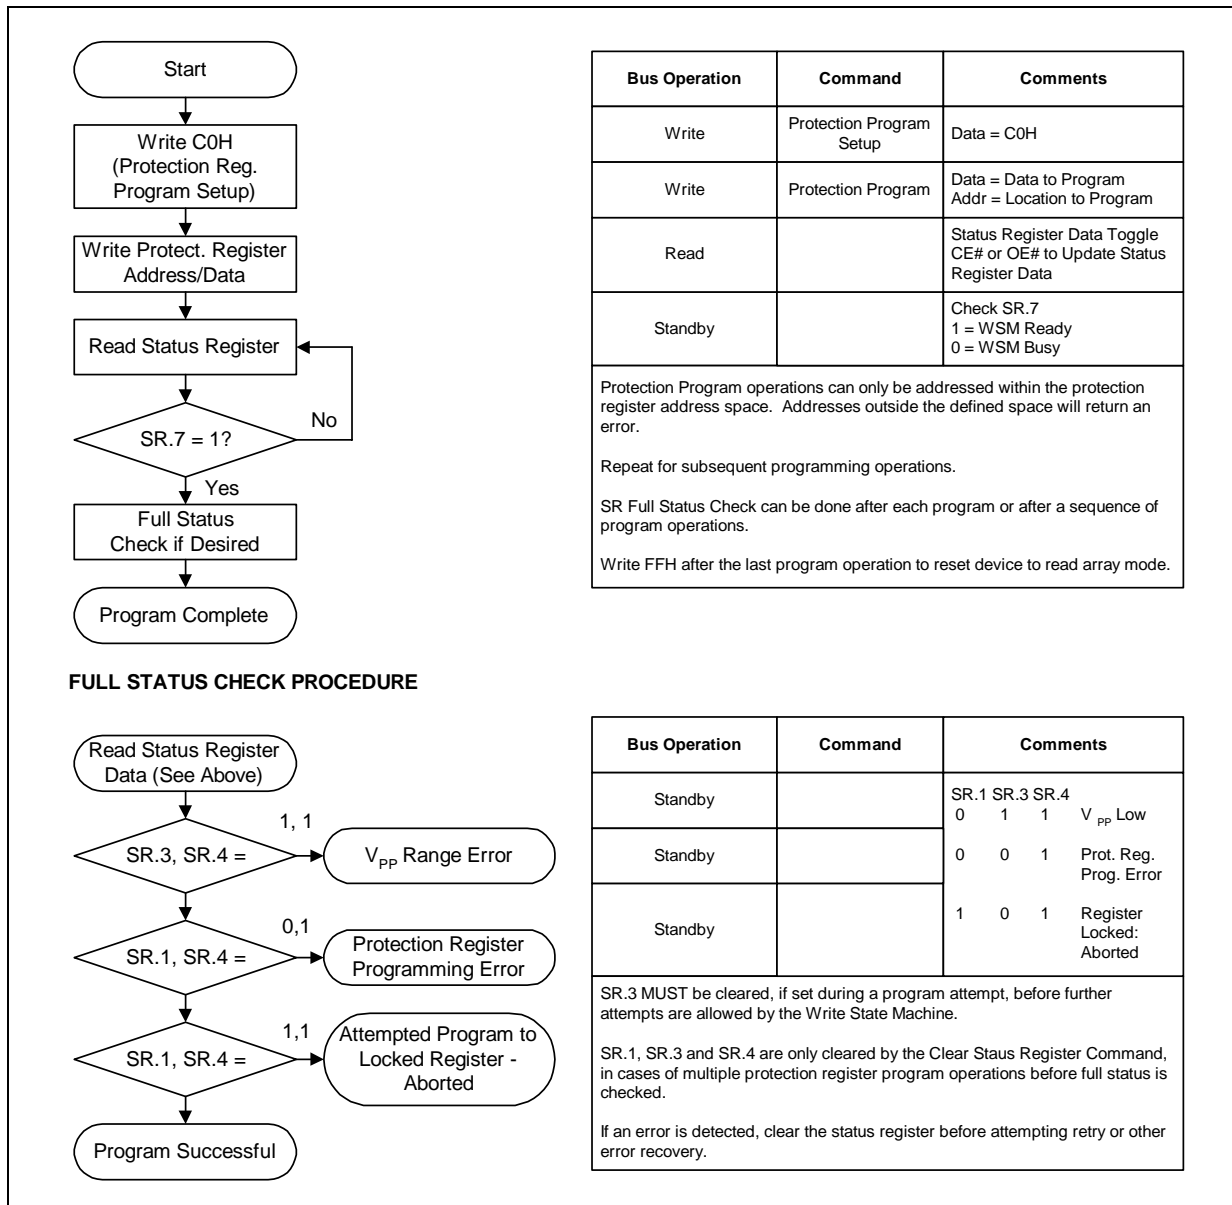 Start
Write C0H
(Protection Reg.
Program Setup)
Write Protect. Register
Address/Data
Read Status Register
No
SR.7 = 1?
Yes
Full Status
Check if Desired
Program Complete
Bus Operation Command Comments
Write Protection Program
Setup Data = C0H
Write Protection Program Data = Data to Program
Addr = Location to Program
Read Status Register Data Toggle
CE# or OE# to Update Status
Register Data
Standby Check SR.7
1 = WSM Ready
0 = WSM Busy
Protection Program operations can only be addressed within the protection
register address space. Addresses outside the defined space will return an
error.
Repeat for subsequent programming operations.
SR Full Status Check can be done after each program or after a sequence of
program operations.
Write FFH after the last program operation to reset device to read array mode.
FULL STATUS CHECK PROCEDURE
Read Status Register
Data (See Above)
1, 1
SR.3, SR.4 =
VPP Range Error
0,1
SR.1, SR.4 =
Protection Register
Programming Error
1,1
SR.1, SR.4 =
Attempted Program to
Locked Register -
Aborted
Program Successful
Bus Operation Command Comments
Standby SR.1 SR.3 SR.4
0 1 1 V PP Low
Standby 0 0 1 Prot. Reg.
Prog. Error
Standby 1 0 1 Register
Locked:
Aborted
SR.3 MUST be cleared, if set during a program attempt, before further
attempts are allowed by the Write State Machine.
SR.1, SR.3 and SR.4 are only cleared by the Clear Staus Register Command,
in cases of multiple protection register program operations before full status is
checked.
If an error is detected, clear the status register before attempting retry or other
error recovery.